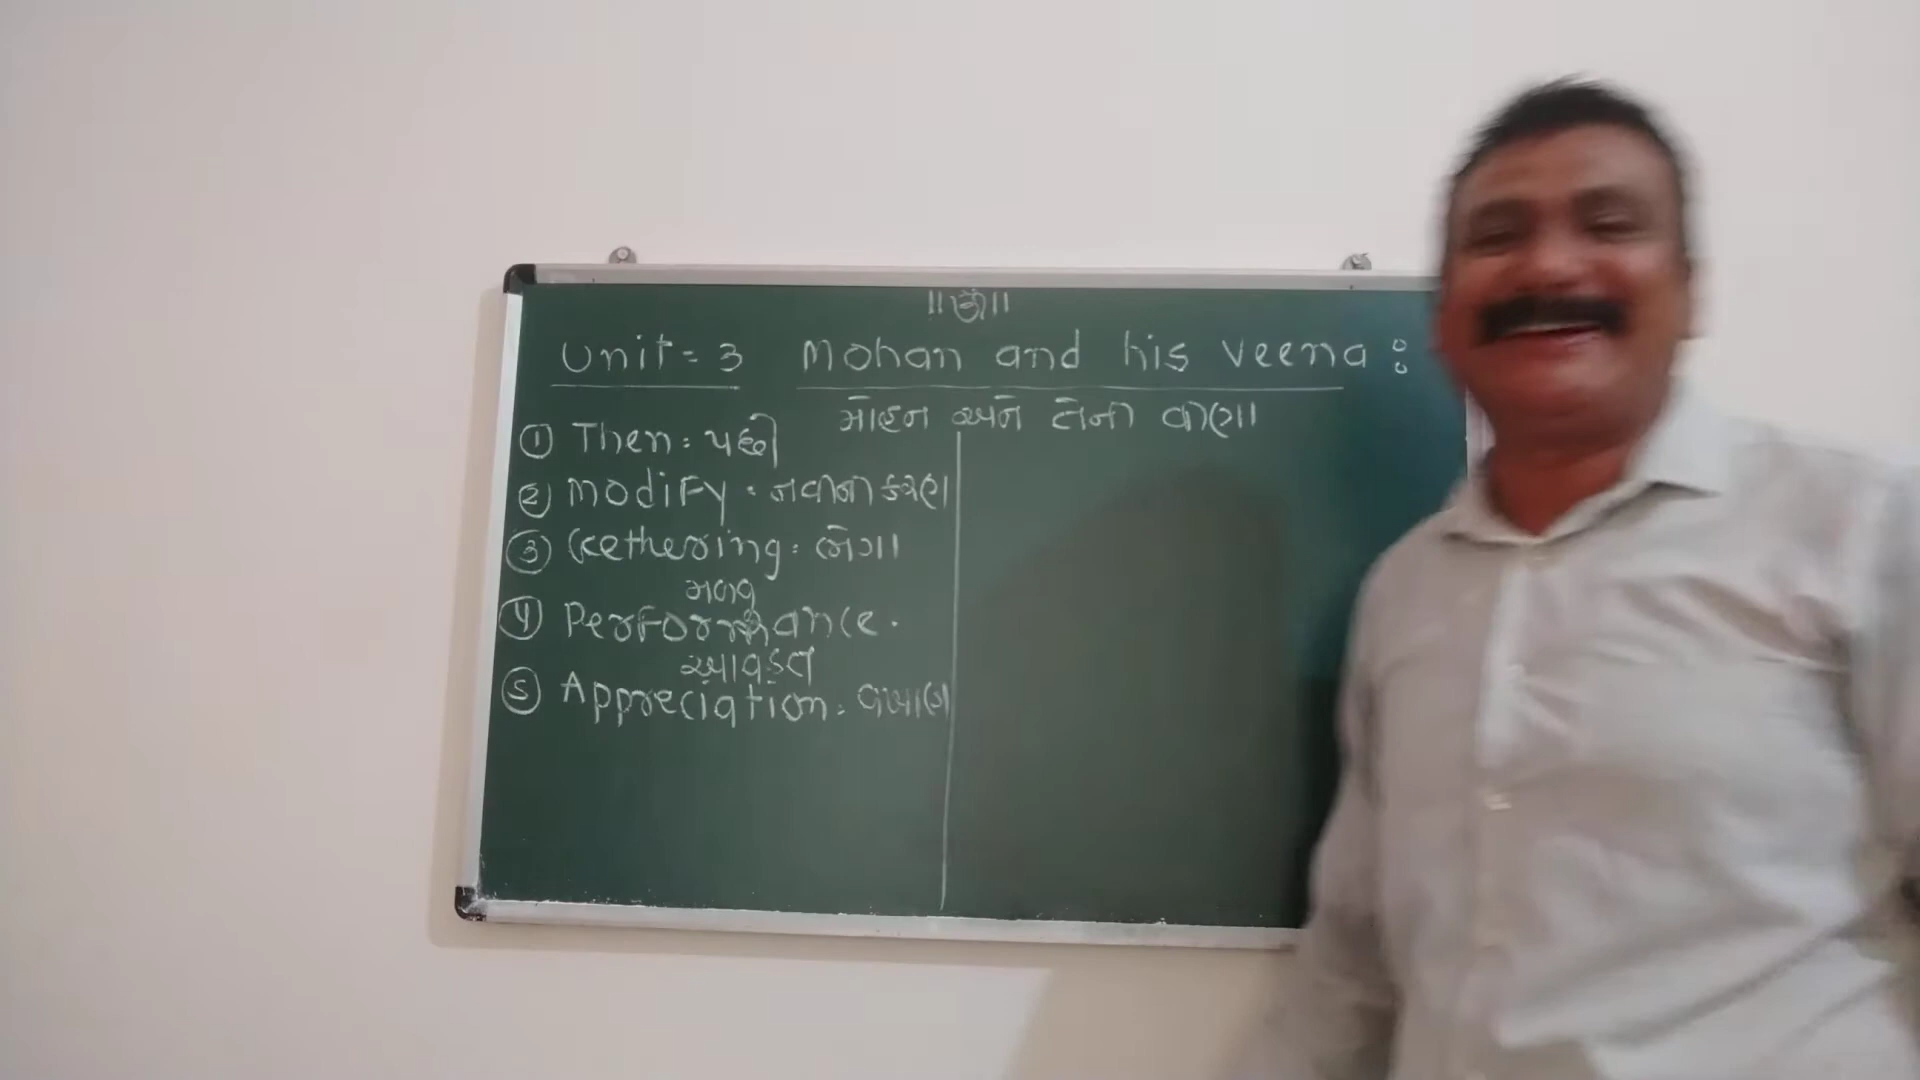 ॥ૐ॥
Unit = 3 Mohan and his Veena :
મોહન અને તેની વીણા
① Then : પછી
② Modify : નવીનીકરણ
③ Gethering : ભેગા
મળવુ
④ Performance.
આવડત
⑤ Appreciation : વખાણ